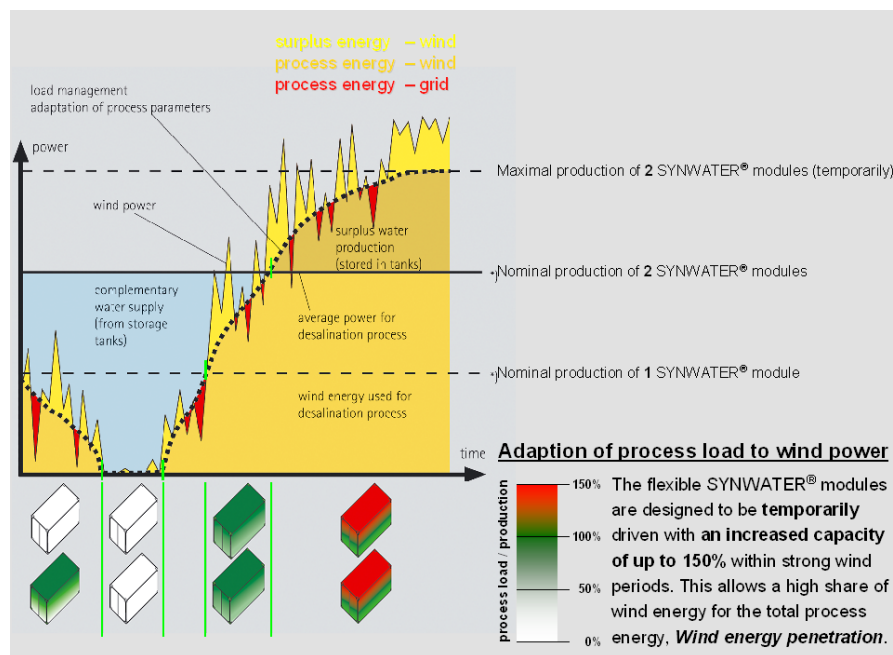 surplus energy – wind
process energy – wind
process energy – grid
load management
adaptation of process parameters
power
wind power
Maximal production of 2 SYNWATER® modules (temporarily)
surplus water
production
(stored in tanks)
*) Nominal production of 2 SYNWATER® modules
complementary
water supply
(from storage
tanks)
average power for
desalination process
*) Nominal production of 1 SYNWATER® module
wind energy used for
desalination process
time
Adaption of process load to wind power
process load / production
150%
100%
50%
0%
The flexible SYNWATER® modules
are designed to be temporarily
driven with an increased capacity
of up to 150% within strong wind
periods. This allows a high share of
wind energy for the total process
energy, Wind energy penetration.